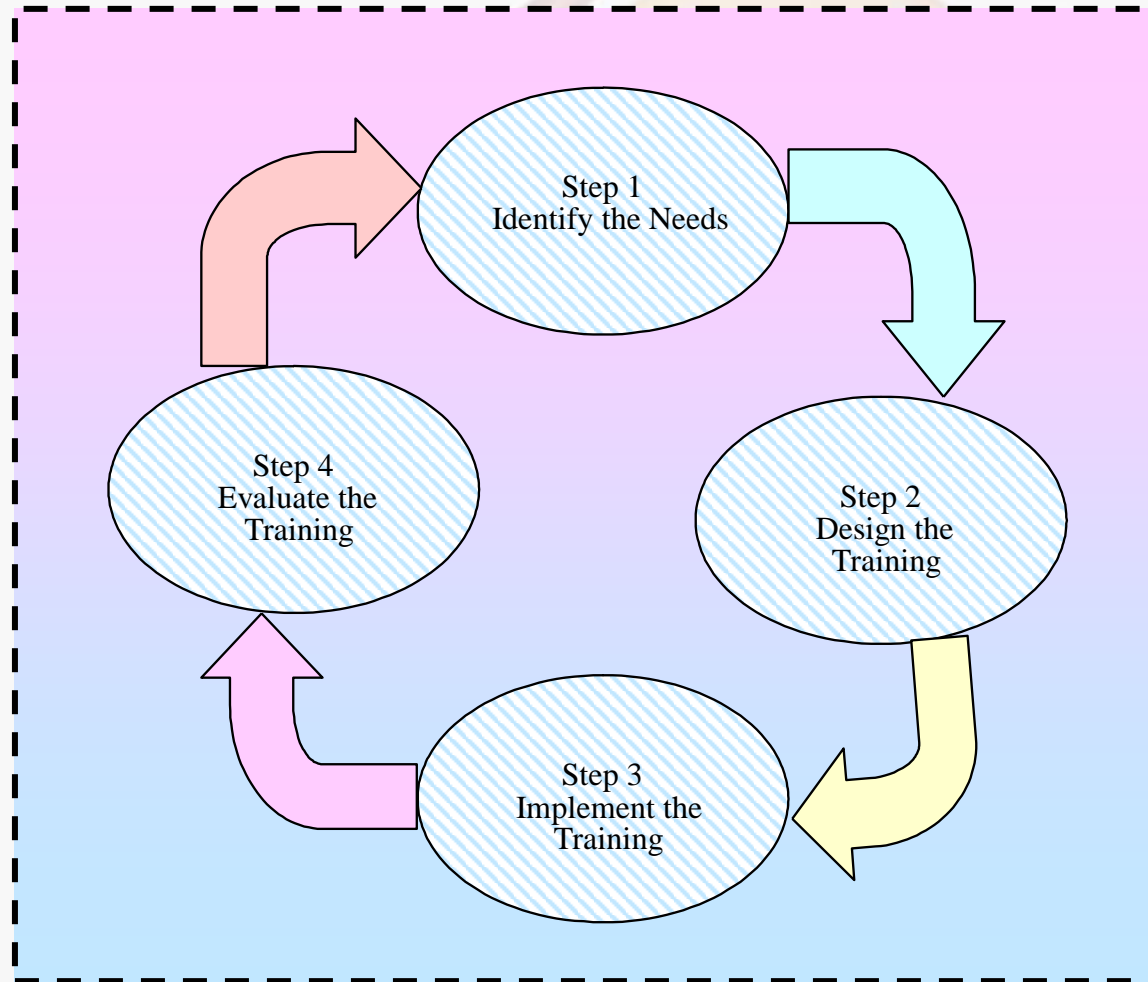 Step 1
Identify the Needs
Step 2
Design the
Training
Step 3
Implement the
Training
Step 4
Evaluate the
Training